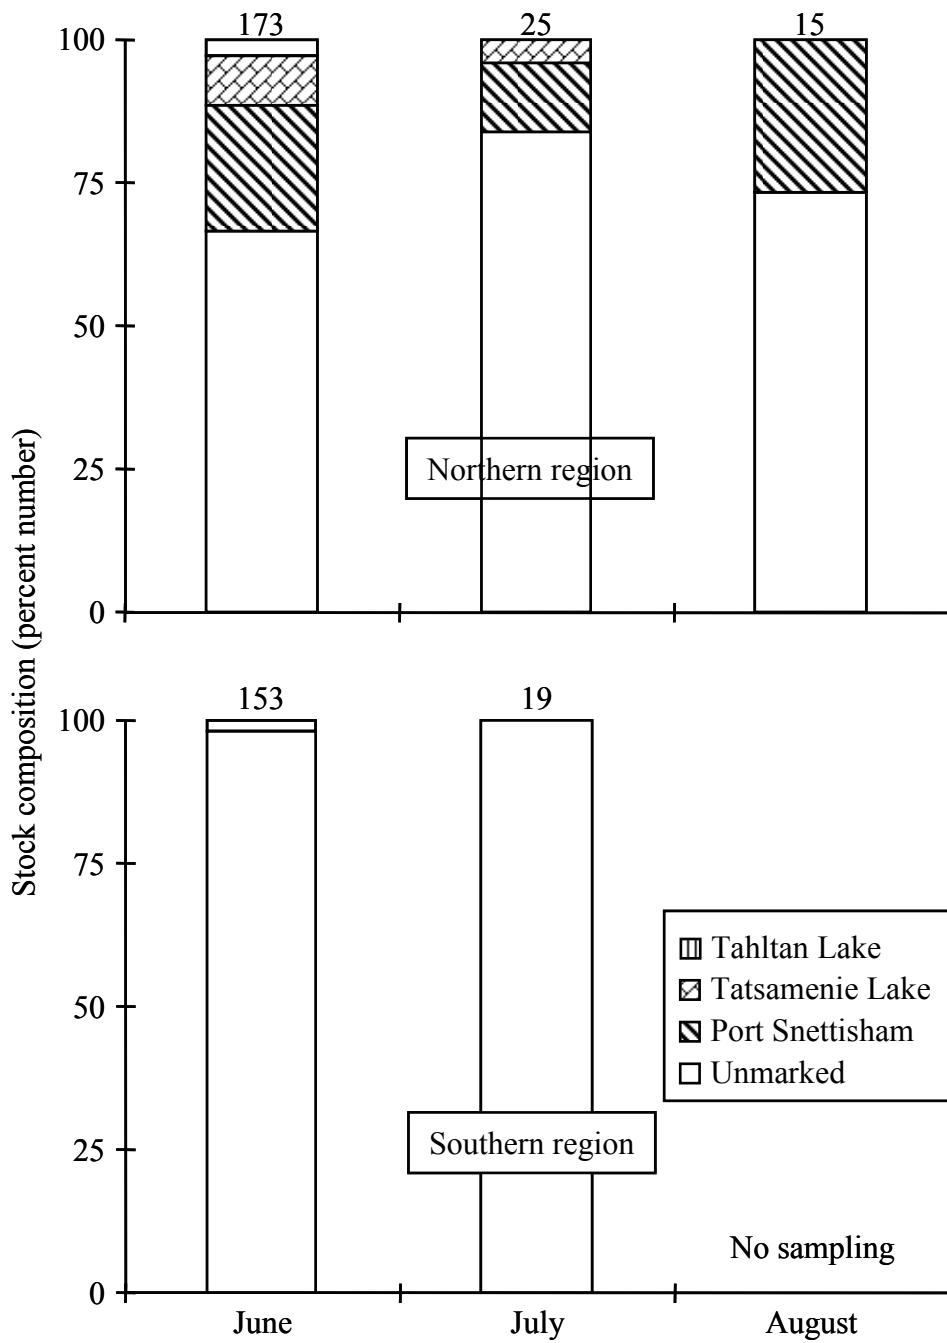 173
25
15
100
75
50
25
0
Northern region
Stock composition (percent number)
153
19
100
75
50
25
0
Tahltan Lake
Tatsamenie Lake
Port Snettisham
Unmarked
Southern region
No sampling
June
July
August